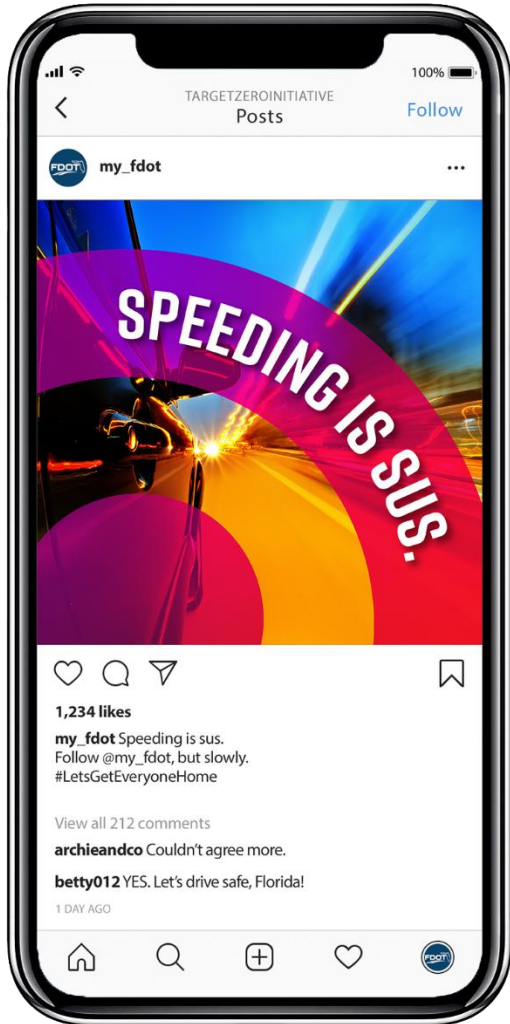 100%
TARGETZEROINITIATIVE
Posts
Follow
FDOT
my_fdot
SPEEDING IS SUS.
1,234 likes
my_fdot Speeding is sus.
Follow @my_fdot, but slowly.
#LetsGetEveryoneHome
View all 212 comments
archieandco Couldn't agree more.
betty012 YES. Let's drive safe, Florida!
1 DAY AGO
FDOT